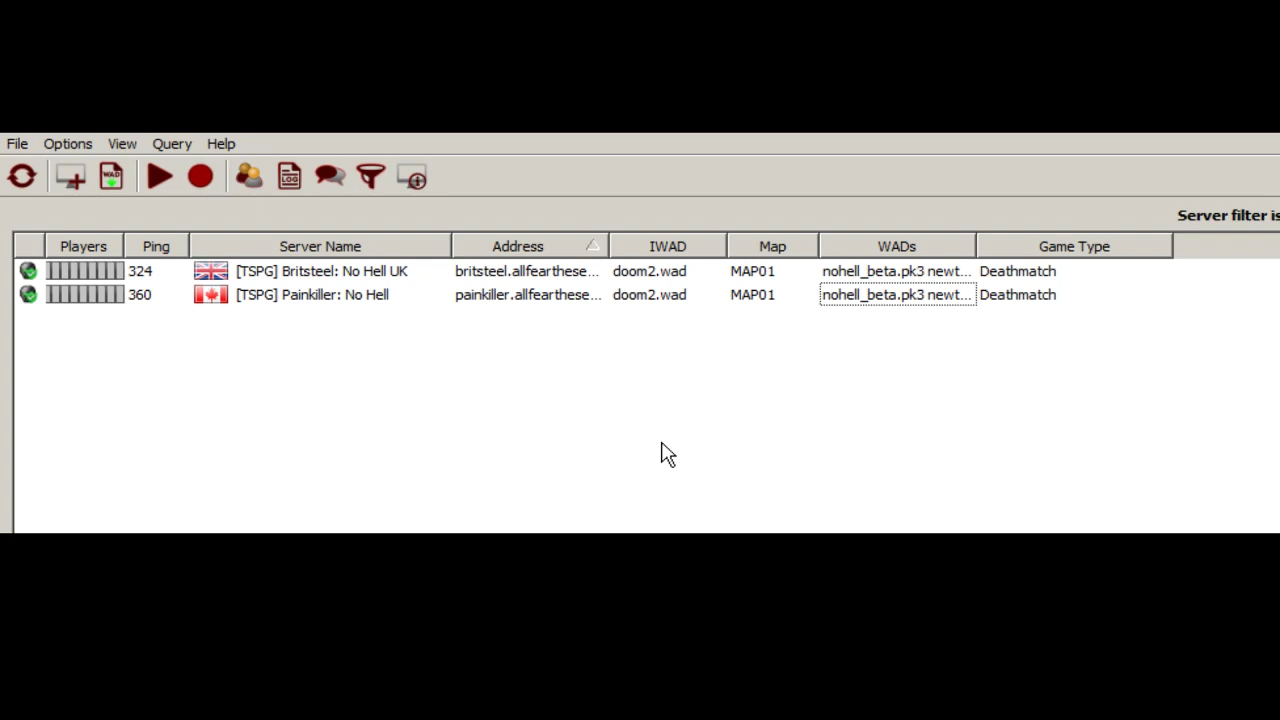 File Options View Query Help
WAD LOG
Server filter is
Players Ping Server Name Address IWAD Map WADs Game Type
324 [TSPG] Britsteel: No Hell UK britsteel.allfearthese... doom2.wad MAP01 nohell_beta.pk3 newt... Deathmatch
360 [TSPG] Painkiller: No Hell painkiller.allfearthese... doom2.wad MAP01 nohell_beta.pk3 newt... Deathmatch